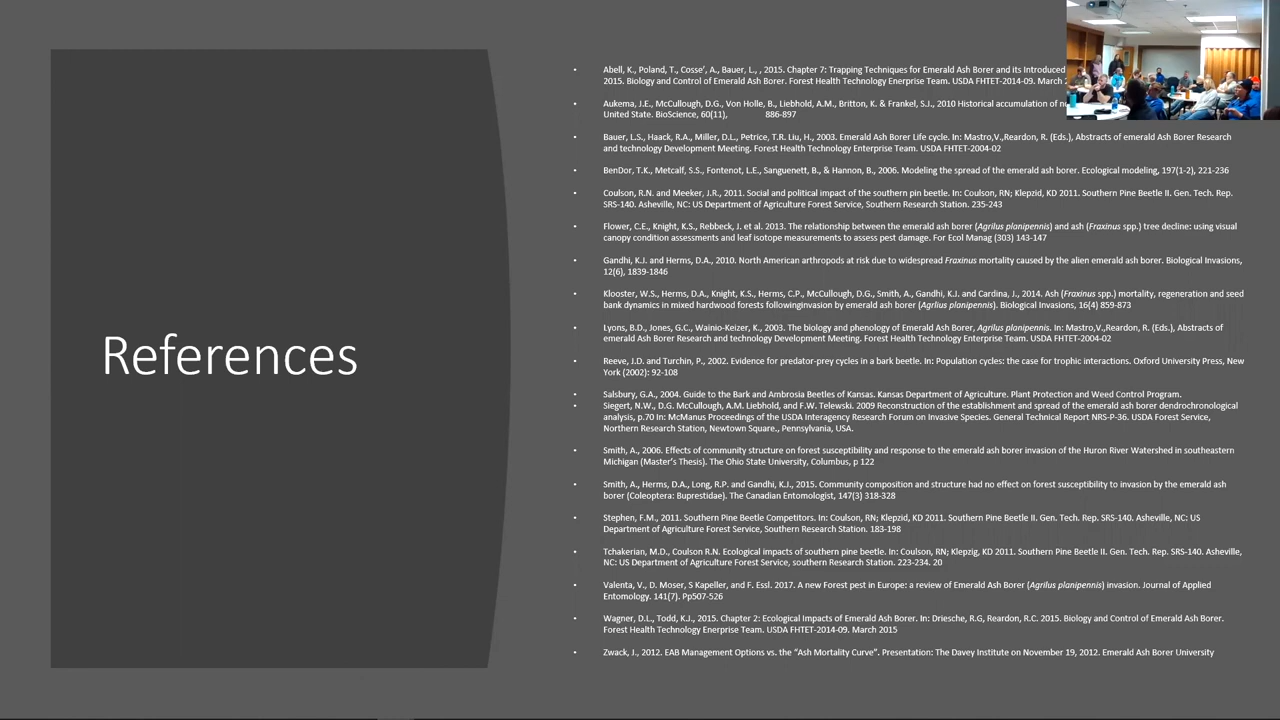 References
Abell, K., Poland, T., Cosse', A., Bauer, L., , 2015. Chapter 7: Trapping Techniques for Emerald Ash Borer and its Introduced
2015. Biology and Control of Emerald Ash Borer. Forest Health Technology Enerprise Team. USDA FHTET-2014-09. March
Aukema, J.E., McCullough, D.G., Von Holle, B., Liebhold, A.M., Britton, K. & Frankel, S.J., 2010 Historical accumulation of
United State. BioScience, 60(11), 886-897
Bauer, L.S., Haack, R.A., Miller, D.L., Petrice, T.R. Liu, H., 2003. Emerald Ash Borer Life cycle. In: Mastro,V.,Reardon, R. (Eds.), Abstracts of emerald Ash Borer Research
and technology Development Meeting. Forest Health Technology Enterprise Team. USDA FHTET-2004-02
BenDor, T.K., Metcalf, S.S., Fontenot, L.E., Sanguenett, B., & Hannon, B., 2006. Modeling the spread of the emerald ash borer. Ecological modeling, 197(1-2), 221-236
Coulson, R.N. and Meeker, J.R., 2011. Social and political impact of the southern pin beetle. In: Coulson, RN; Klepzid, KD 2011. Southern Pine Beetle II. Gen. Tech. Rep.
SRS-140. Asheville, NC: US Department of Agriculture Forest Service, Southern Research Station. 235-243
Flower, C.E., Knight, K.S., Rebbeck, J. et al. 2013. The relationship between the emerald ash borer (Agrilus planipennis) and ash (Fraxinus spp.) tree decline: using visual
canopy condition assessments and leaf isotope measurements to assess pest damage. For Ecol Manag (303) 143-147
Gandhi, K.J. and Herms, D.A., 2010. North American arthropods at risk due to widespread Fraxinus mortality caused by the alien emerald ash borer. Biological Invasions,
12(6), 1839-1846
Klooster, W.S., Herms, D.A., Knight, K.S., Herms, C.P., McCullough, D.G., Smith, A., Gandhi, K.J. and Cardina, J., 2014. Ash (Fraxinus spp.) mortality, regeneration and seed
bank dynamics in mixed hardwood forests followinginvasion by emerald ash borer (Agrlius planipennis). Biological Invasions, 16(4) 859-873
Lyons, B.D., Jones, G.C., Wainio-Keizer, K., 2003. The biology and phenology of Emerald Ash Borer, Agrilus planipennis. In: Mastro,V.,Reardon, R. (Eds.), Abstracts of
emerald Ash Borer Research and technology Development Meeting. Forest Health Technology Enterprise Team. USDA FHTET-2004-02
Reeve, J.D. and Turchin, P., 2002. Evidence for predator-prey cycles in a bark beetle. In: Population cycles: the case for trophic interactions. Oxford University Press, New
York (2002): 92-108
Salsbury, G.A., 2004. Guide to the Bark and Ambrosia Beetles of Kansas. Kansas Department of Agriculture. Plant Protection and Weed Control Program.
Siegert, N.W., D.G. McCullough, A.M. Liebhold, and F.W. Telewski. 2009 Reconstruction of the establishment and spread of the emerald ash borer dendrochronological
analysis, p.70 In: McManus Proceedings of the USDA Interagency Research Forum on Invasive Species. General Technical Report NRS-P-36. USDA Forest Service,
Northern Research Station, Newtown Square., Pennsylvania, USA.
Smith, A., 2006. Effects of community structure on forest susceptibility and response to the emerald ash borer invasion of the Huron River Watershed in southeastern
Michigan (Master's Thesis). The Ohio State University, Columbus, p 122
Smith, A., Herms, D.A., Long, R.P. and Gandhi, K.J., 2015. Community composition and structure had no effect on forest susceptibility to invasion by the emerald ash
borer (Coleoptera: Buprestidae). The Canadian Entomologist, 147(3) 318-328
Stephen, F.M., 2011. Southern Pine Beetle Competitors. In: Coulson, RN; Klepzid, KD 2011. Southern Pine Beetle II. Gen. Tech. Rep. SRS-140. Asheville, NC: US
Department of Agriculture Forest Service, Southern Research Station. 183-198
Tchakerian, M.D., Coulson R.N. Ecological impacts of southern pine beetle. In: Coulson, RN; Klepzig, KD 2011. Southern Pine Beetle II. Gen. Tech. Rep. SRS-140. Asheville,
NC: US Department of Agriculture Forest Service, southern Research Station. 223-234. 20
Valenta, V., D. Moser, S Kapeller, and F. Essl. 2017. A new Forest pest in Europe: a review of Emerald Ash Borer (Agrilus planipennis) invasion. Journal of Applied
Entomology. 141(7). Pp507-526
Wagner, D.L., Todd, K.J., 2015. Chapter 2: Ecological Impacts of Emerald Ash Borer. In: Driesche, R.G, Reardon, R.C. 2015. Biology and Control of Emerald Ash Borer.
Forest Health Technology Enerprise Team. USDA FHTET-2014-09. March 2015
Zwack, J., 2012. EAB Management Options vs. the "Ash Mortality Curve". Presentation: The Davey Institute on November 19, 2012. Emerald Ash Borer University